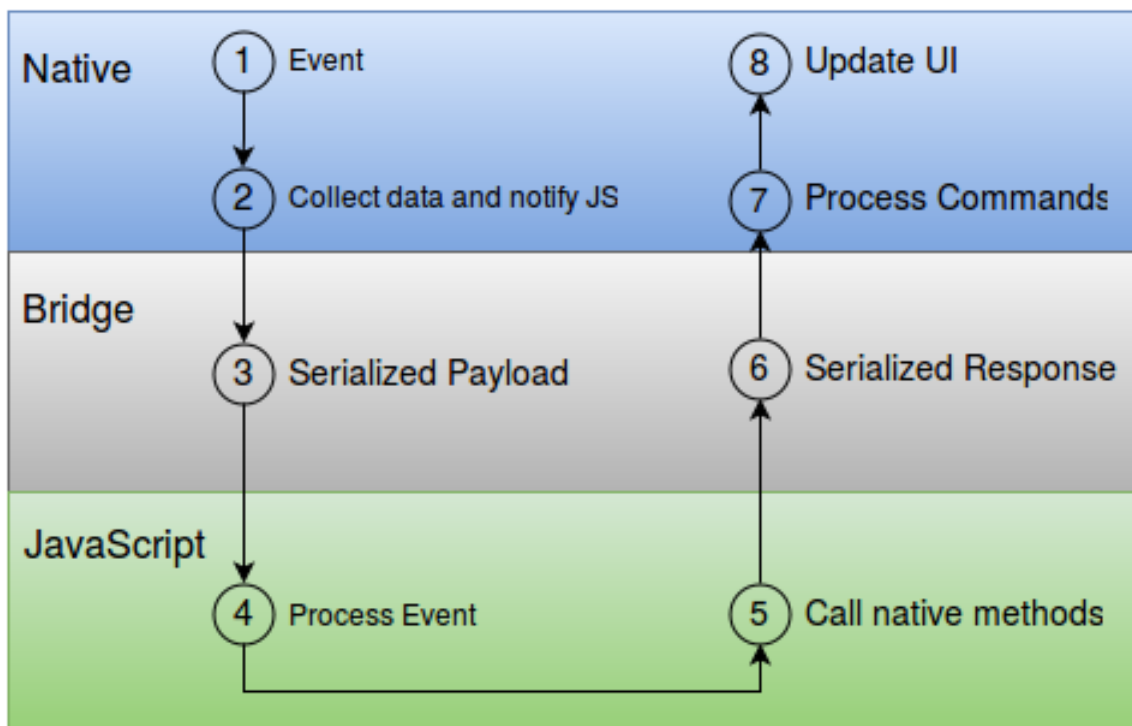 Native
1 Event
8 Update UI
2 Collect data and notify JS
7 Process Commands
Bridge
3 Serialized Payload
6 Serialized Response
JavaScript
4 Process Event
5 Call native methods